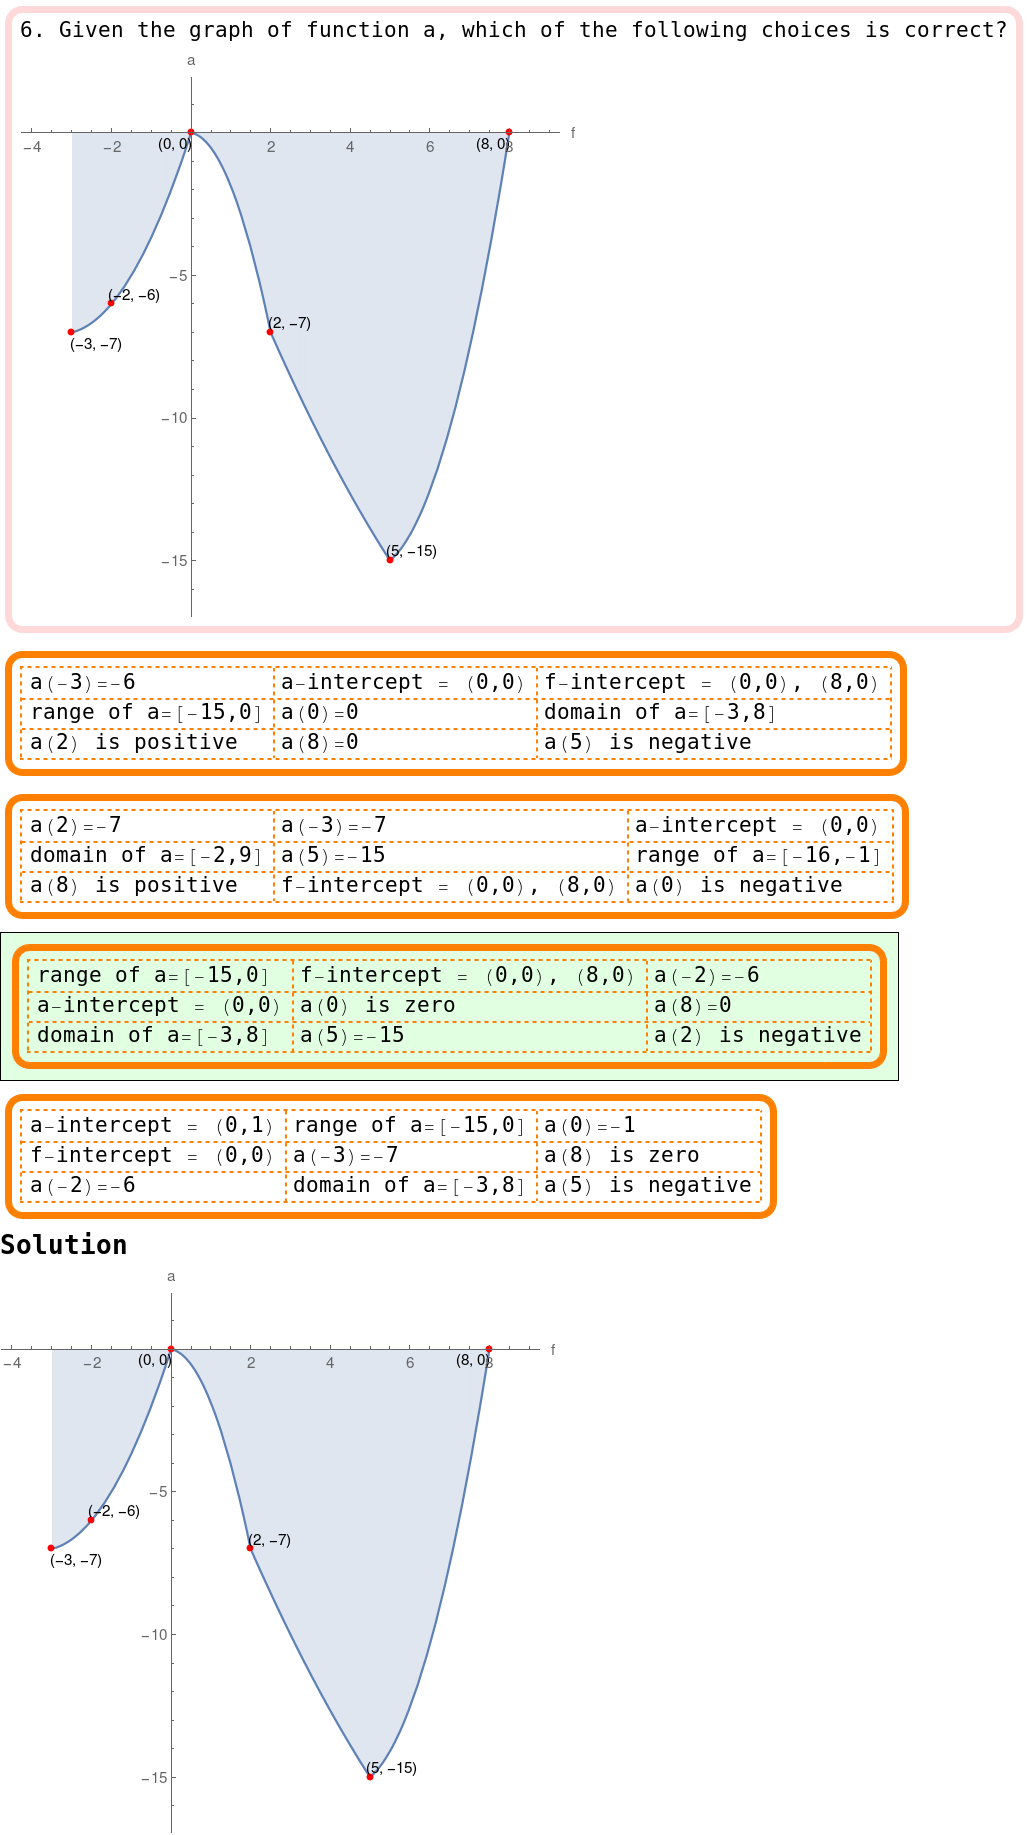 6. Given the graph of function a, which of the following choices is correct?
a
f
−4 −2 (0, 0) 2 4 6 (8, 0) 8
−5
(−2, −6)
(2, −7)
(−3, −7)
−10
(5, −15)
−15
a(-3)=-6 a-intercept = (0,0) f-intercept = (0,0), (8,0)
range of a=[-15,0] a(0)=0 domain of a=[-3,8]
a(2) is positive a(8)=0 a(5) is negative
a(2)=-7 a(-3)=-7 a-intercept = (0,0)
domain of a=[-2,9] a(5)=-15 range of a=[-16,-1]
a(8) is positive f-intercept = (0,0), (8,0) a(0) is negative
range of a=[-15,0] f-intercept = (0,0), (8,0) a(-2)=-6
a-intercept = (0,0) a(0) is zero a(8)=0
domain of a=[-3,8] a(5)=-15 a(2) is negative
a-intercept = (0,1) range of a=[-15,0] a(0)=-1
f-intercept = (0,0) a(-3)=-7 a(8) is zero
a(-2)=-6 domain of a=[-3,8] a(5) is negative
Solution
a
f
−4 −2 (0, 0) 2 4 6 (8, 0) 8
−5
(−2, −6)
(2, −7)
(−3, −7)
−10
(5, −15)
−15